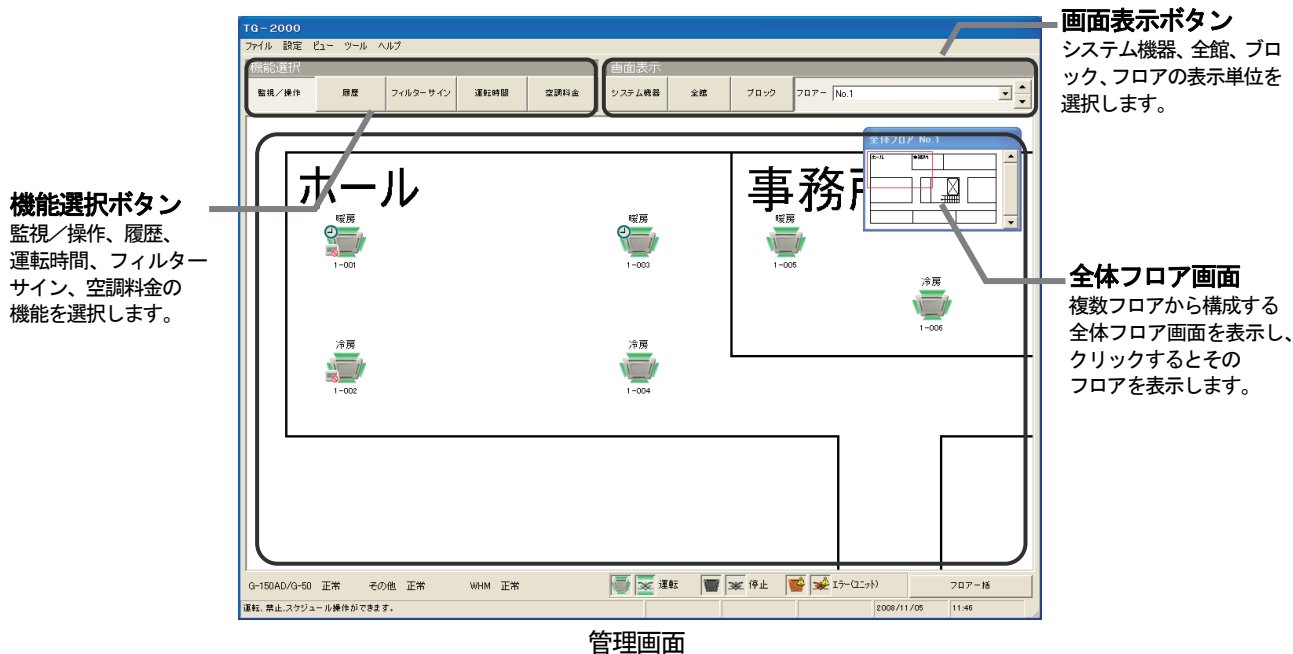 TG-2000
ファイル 設定 ビュー ツール ヘルプ
機能選択
監視／操作 履歴 フィルターサイン 運転時間 空調料金
画面表示
システム機器 全館 ブロック フロアー No.1
画面表示ボタン
システム機器、全館、ブロ
ック、フロアの表示単位を
選択します。
機能選択ボタン
監視／操作、履歴、
運転時間、フィルター
サイン、空調料金の
機能を選択します。
全体フロア No.1
ホール 事務所
全体フロア画面
複数フロアから構成する
全体フロア画面を表示し、
クリックするとその
フロアを表示します。
ホール
事務所
暖房
1-001
暖房
1-003
暖房
1-005
冷房
1-006
冷房
1-002
冷房
1-004
G-150AD/G-50 正常 その他 正常 WHM 正常 運転 停止 エラー(ユニット) フロアー括
運転、禁止、スケジュール操作ができます。 2008/11/05 11:46
管理画面